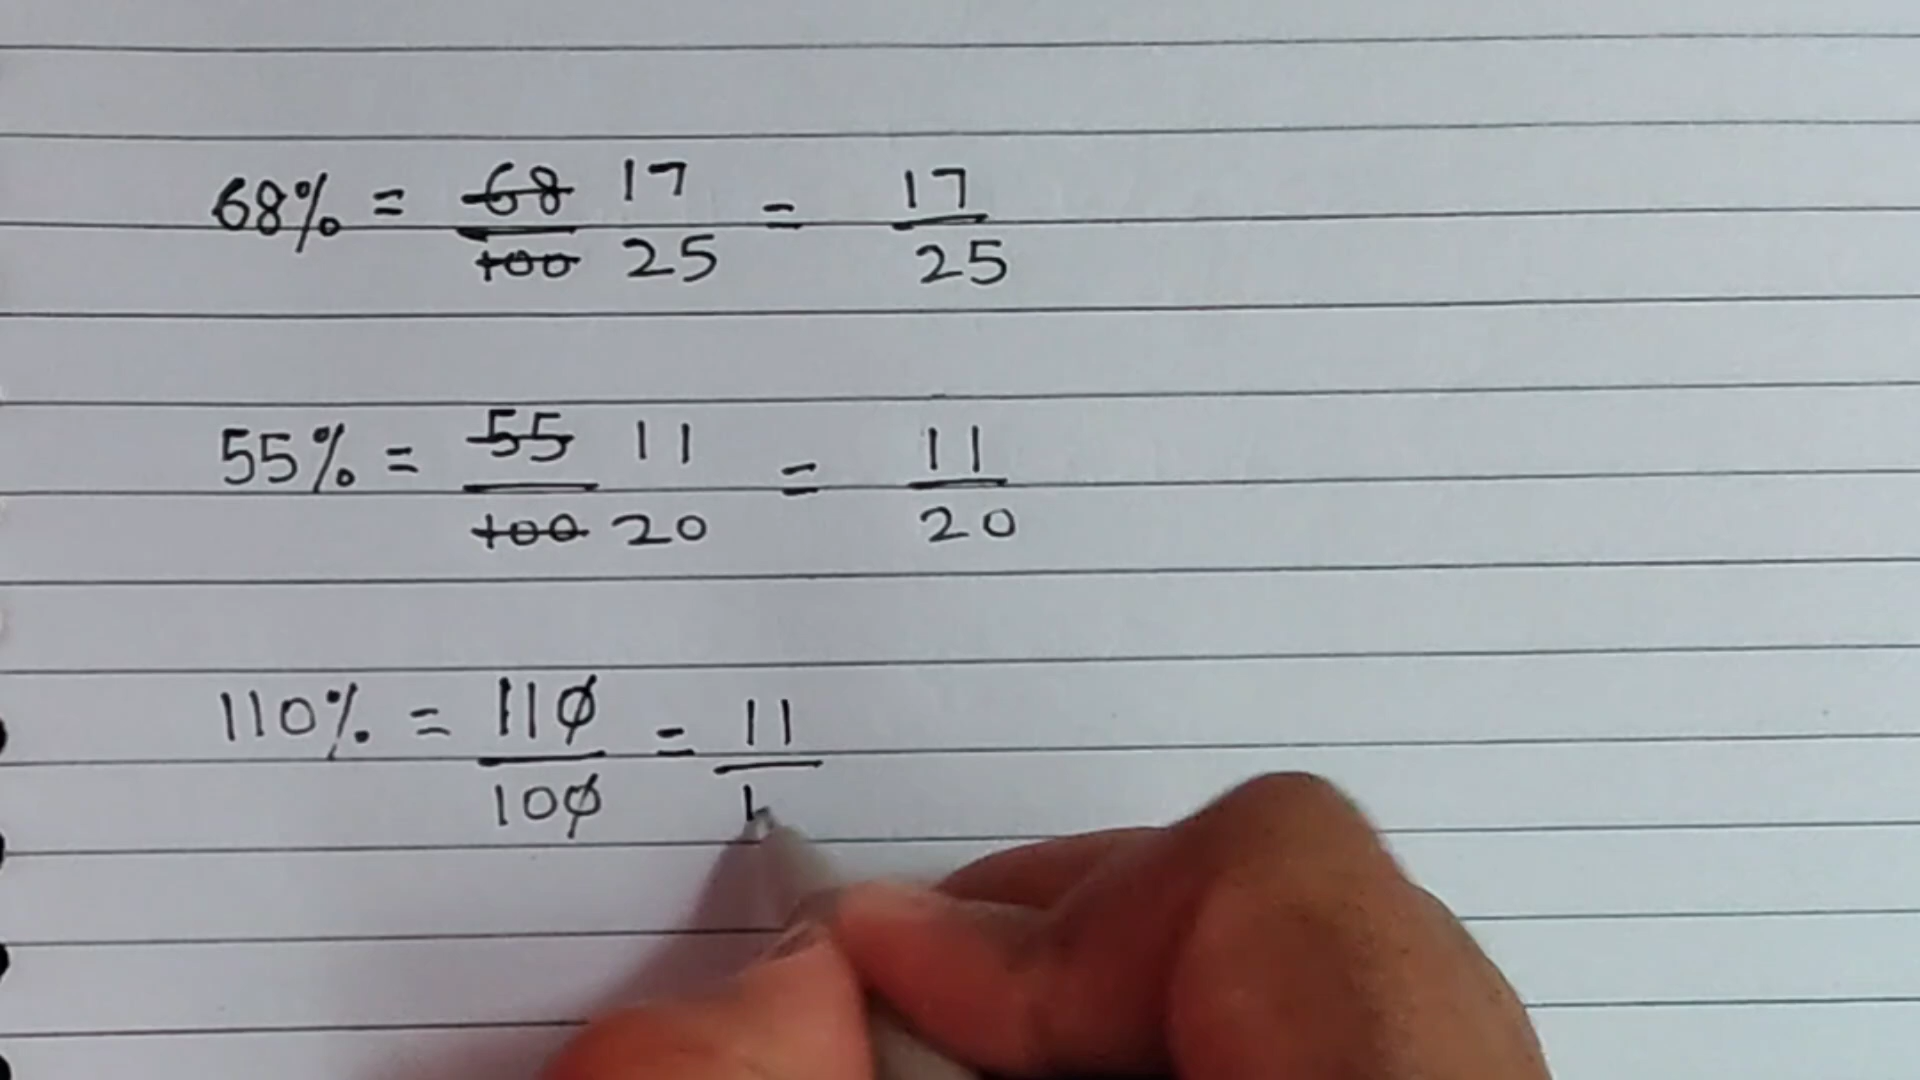 68% = 68/100 17/25 = 17/25
55% = 55/100 11/20 = 11/20
110% = 110/100 = 11/1